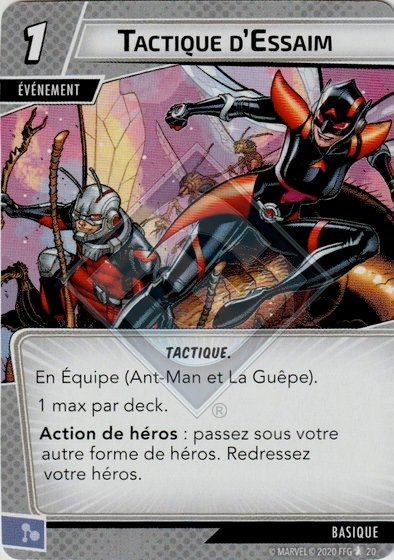 1
TACTIQUE D'ESSAIM
ÉVÉNEMENT
TACTIQUE.
En Équipe (Ant-Man et La Guêpe).
1 max par deck.
Action de héros : passez sous votre
autre forme de héros. Redressez
votre héros.
®
© MARVEL © 2020 FFG 20
BASIQUE